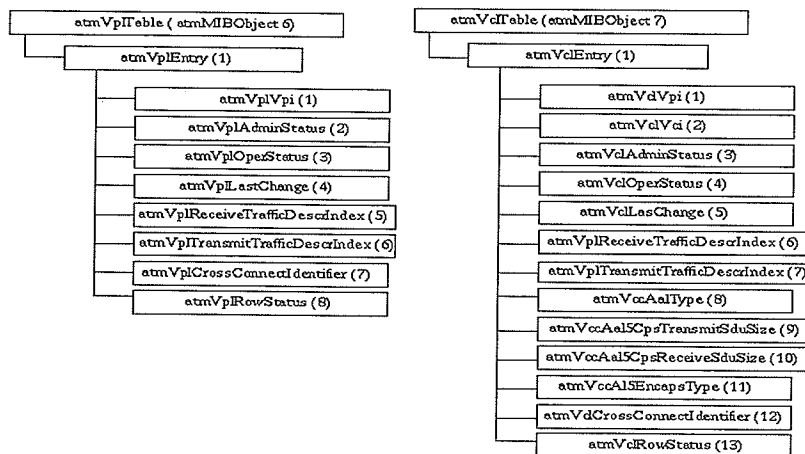 atmVplTable ( atmMIBObject 6)
atmVplEntry (1)
atmVplVpi (1)
atmVplAdminStatus (2)
atmVplOperStatus (3)
atmVplLastChange (4)
atmVplReceiveTrafficDescrIndex (5)
atmVplTransmitTrafficDescrIndex (6)
atmVplCrossConnectIdentifier (7)
atmVplRowStatus (8)
atmVclTable (atmMIBObject 7)
atmVclEntry (1)
atmVclVpi (1)
atmVclVci (2)
atmVclAdminStatus (3)
atmVclOperStatus (4)
atmVclLasChange (5)
atmVplReceiveTrafficDescrIndex (6)
atmVplTransmitTrafficDescrIndex (7)
atmVccAalType (8)
atmVccAal5CpsTransmitSduSize (9)
atmVccAal5CpsReceiveSduSize (10)
atmVccAl5EncapsType (11)
atmVclCrossConnectIdentifier (12)
atmVclRowStatus (13)